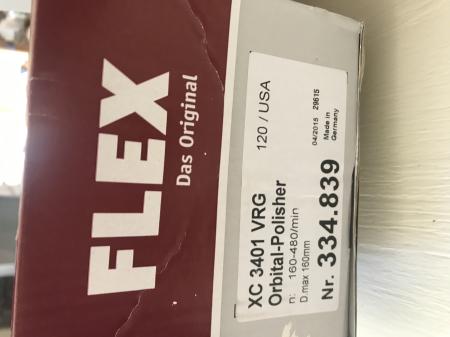 FLEX
Das Original
XC 3401 VRG
Orbital-Polisher
120 / USA
n: 160-480/min
D.max 160mm
04/2015 29615
Made in
Germany
Nr. 334.839